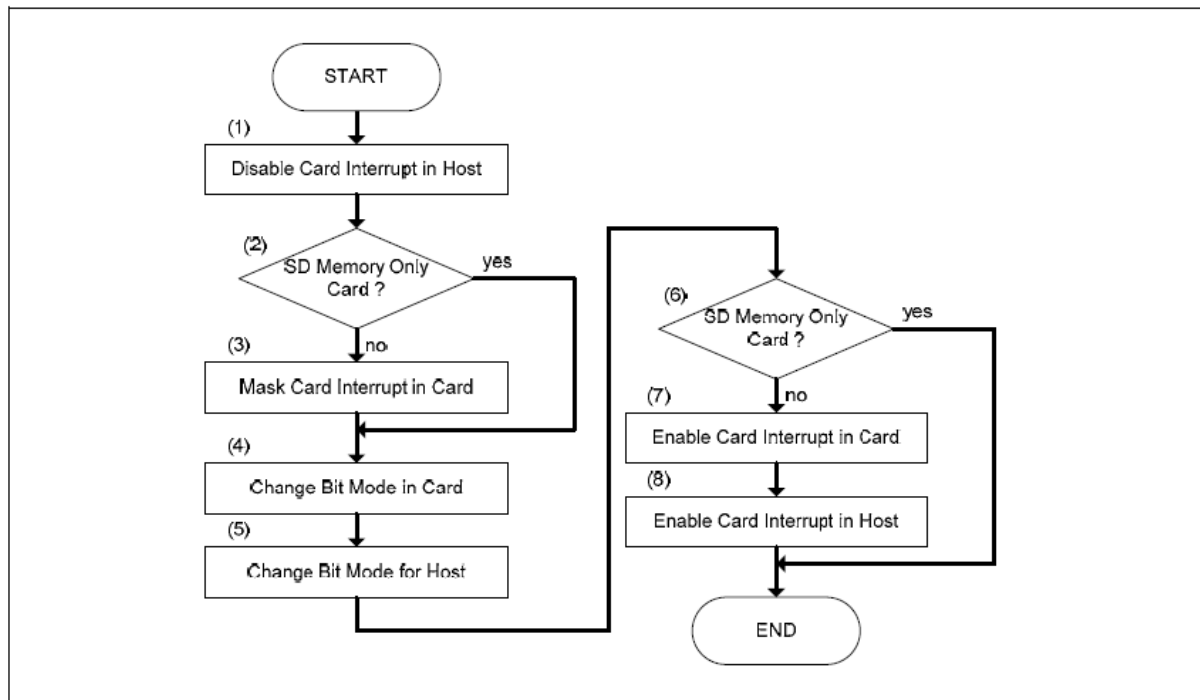 START
(1)
Disable Card Interrupt in Host
(2)
SD Memory Only
Card ?
yes
no
(3)
Mask Card Interrupt in Card
(4)
Change Bit Mode in Card
(5)
Change Bit Mode for Host
(6)
SD Memory Only
Card ?
yes
no
(7)
Enable Card Interrupt in Card
(8)
Enable Card Interrupt in Host
END